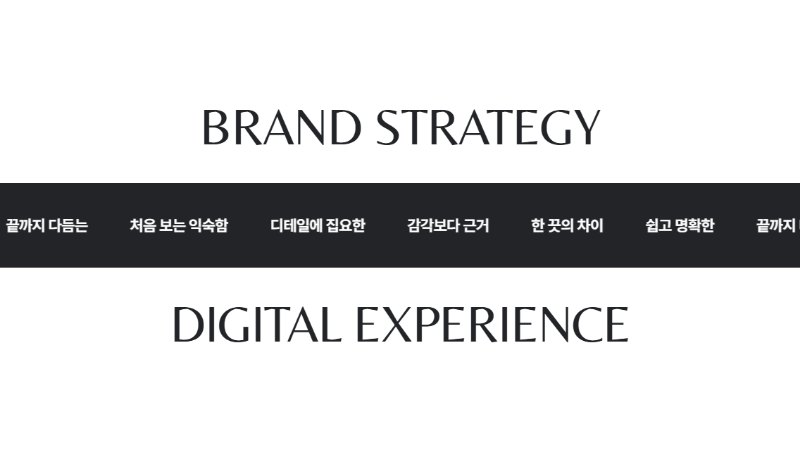 BRAND STRATEGY
끝까지 다듬는 처음 보는 익숙함 디테일에 집요한 감각보다 근거 한 끗의 차이 쉽고 명확한 끝까지
DIGITAL EXPERIENCE